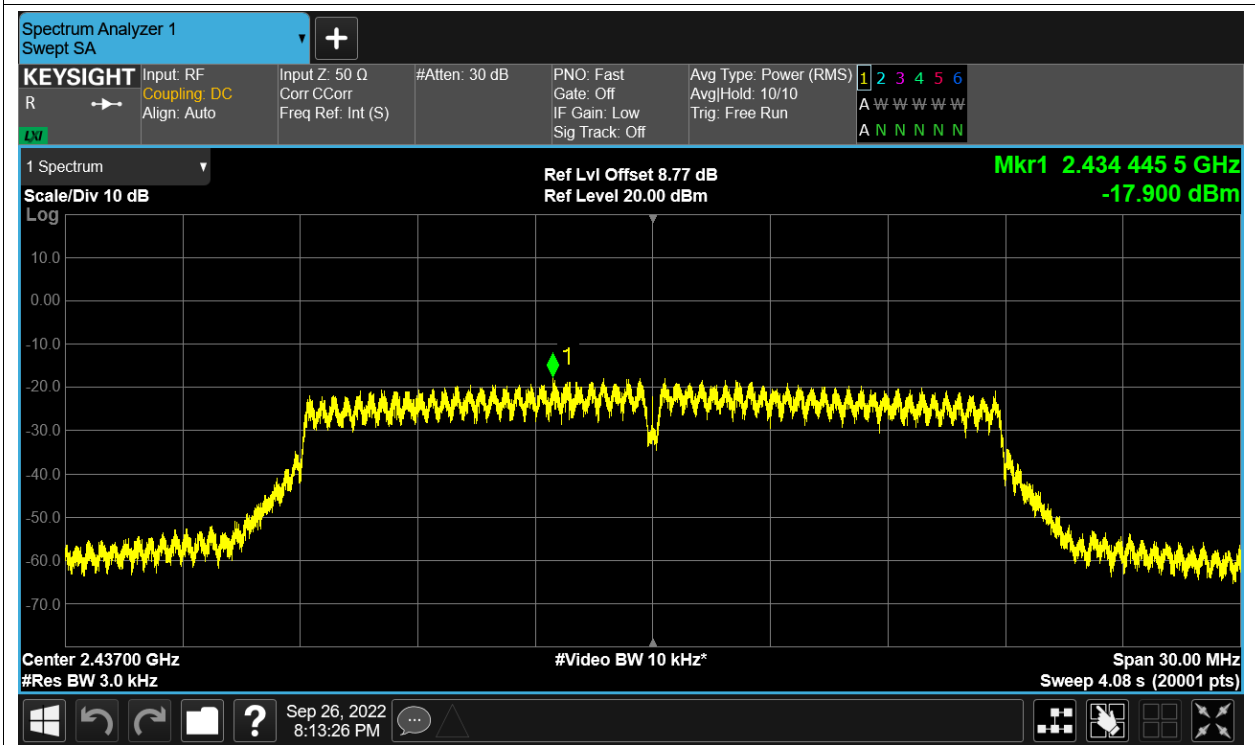 Spectrum Analyzer 1
Swept SA
KEYSIGHT
R
LXI
Input: RF
Coupling: DC
Align: Auto
Input Z: 50 Ω
Corr CCorr
Freq Ref: Int (S)
#Atten: 30 dB
PNO: Fast
Gate: Off
IF Gain: Low
Sig Track: Off
Avg Type: Power (RMS)
Avg|Hold: 10/10
Trig: Free Run
1 2 3 4 5 6
A W W W W W
A N N N N N
1 Spectrum
Scale/Div 10 dB
Log
Ref Lvl Offset 8.77 dB
Ref Level 20.00 dBm
Mkr1 2.434 445 5 GHz
-17.900 dBm
10.0
0.00
-10.0
1
-20.0
-30.0
-40.0
-50.0
-60.0
-70.0
Center 2.43700 GHz
#Video BW 10 kHz*
Span 30.00 MHz
#Res BW 3.0 kHz
Sweep 4.08 s (20001 pts)
?
Sep 26, 2022
8:13:26 PM